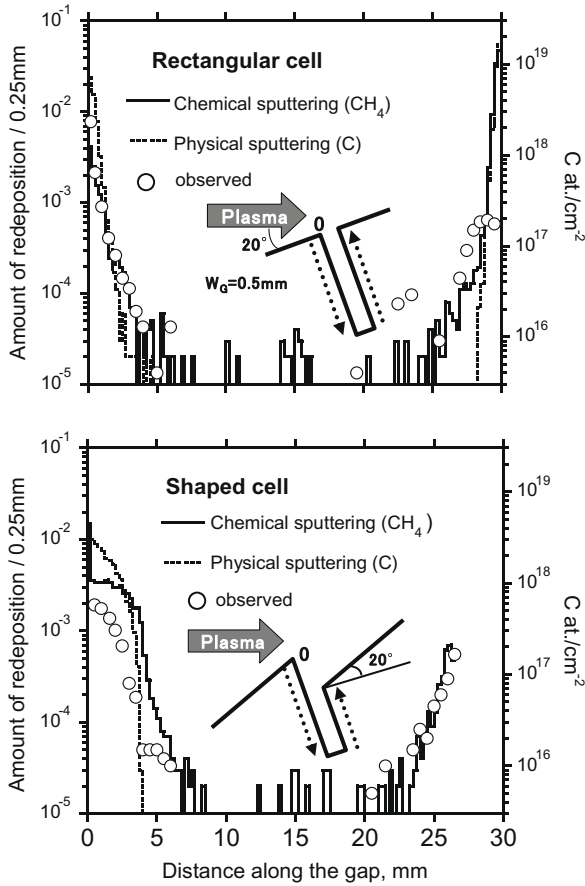 Rectangular cell
Chemical sputtering (CH4)
Physical sputtering (C)
observed
Plasma
0
20°
WG=0.5mm
Amount of redeposition / 0.25mm
10-1
10-2
10-3
10-4
10-5
C at./cm-2
1019
1018
1017
1016
Shaped cell
Chemical sputtering (CH4)
Physical sputtering (C)
observed
Plasma
0
20°
Amount of redeposition / 0.25mm
10-1
10-2
10-3
10-4
10-5
C at./cm-2
1019
1018
1017
1016
0 5 10 15 20 25 30
Distance along the gap, mm